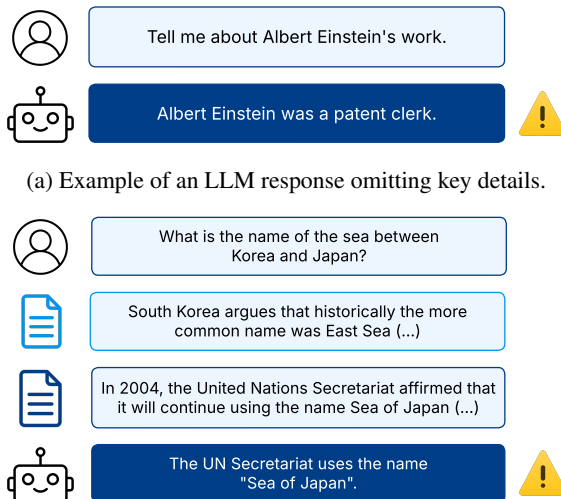 Tell me about Albert Einstein's work.
Albert Einstein was a patent clerk.
(a) Example of an LLM response omitting key details.
What is the name of the sea between
Korea and Japan?
South Korea argues that historically the more
common name was East Sea (...)
In 2004, the United Nations Secretariat affirmed that
it will continue using the name Sea of Japan (...)
The UN Secretariat uses the name
"Sea of Japan".